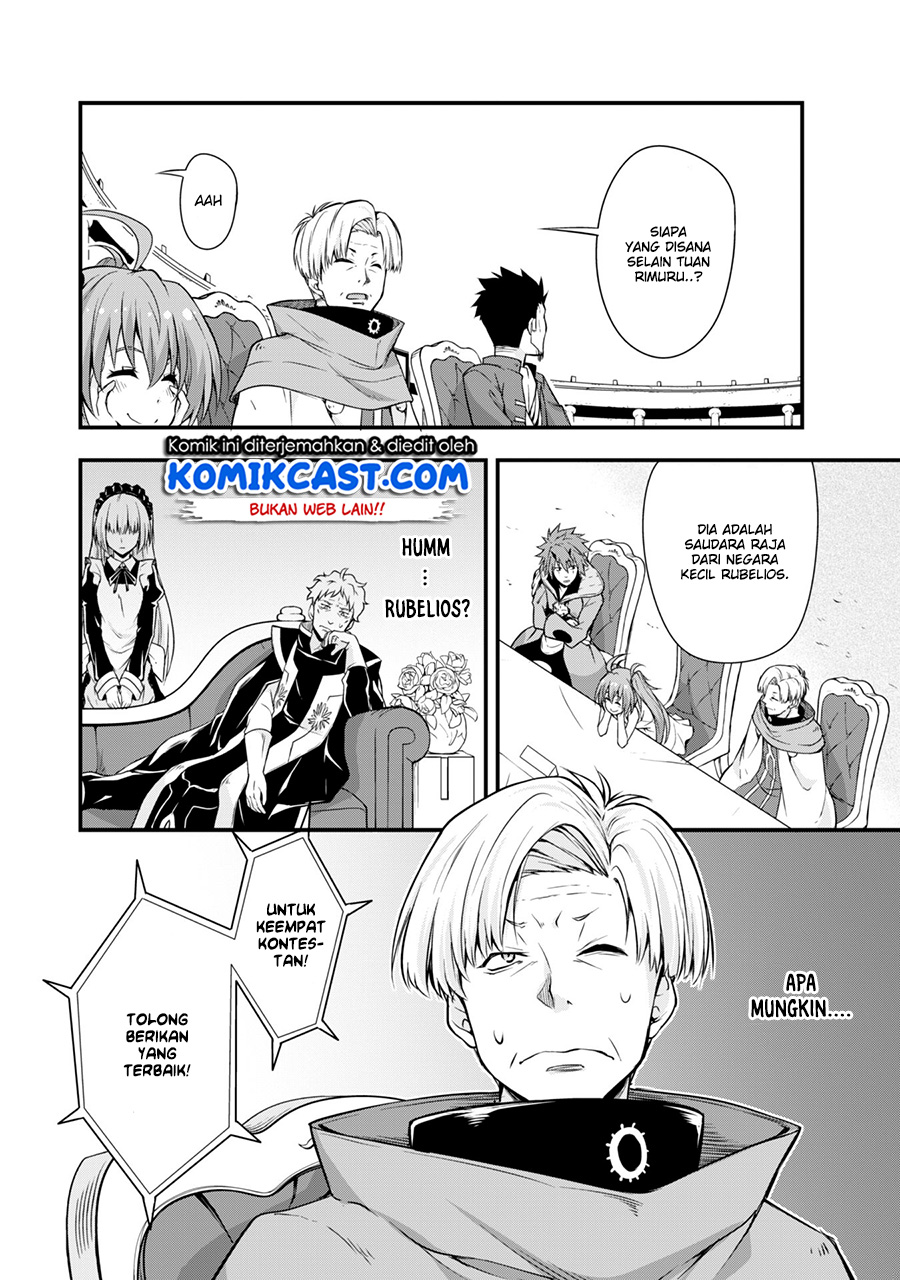 SIAPA
YANG DISANA
SELAIN TUAN
RIMURU..?
AAH
Komik ini diterjemahkan & diedit oleh
KOMIKCAST.COM
BUKAN WEB LAIN!!
DIA ADALAH
SAUDARA RAJA
DARI NEGARA
KECIL RUBELIOS.
HUMM
...
RUBELIOS?
APA
MUNGKIN....
UNTUK
KEEMPAT
KONTES-
TAN!
TOLONG
BERIKAN
YANG
TERBAIK!